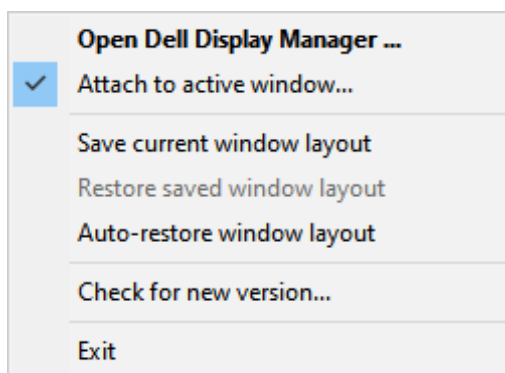 Open Dell Display Manager ...
Attach to active window...
Save current window layout
Restore saved window layout
Auto-restore window layout
Check for new version...
Exit